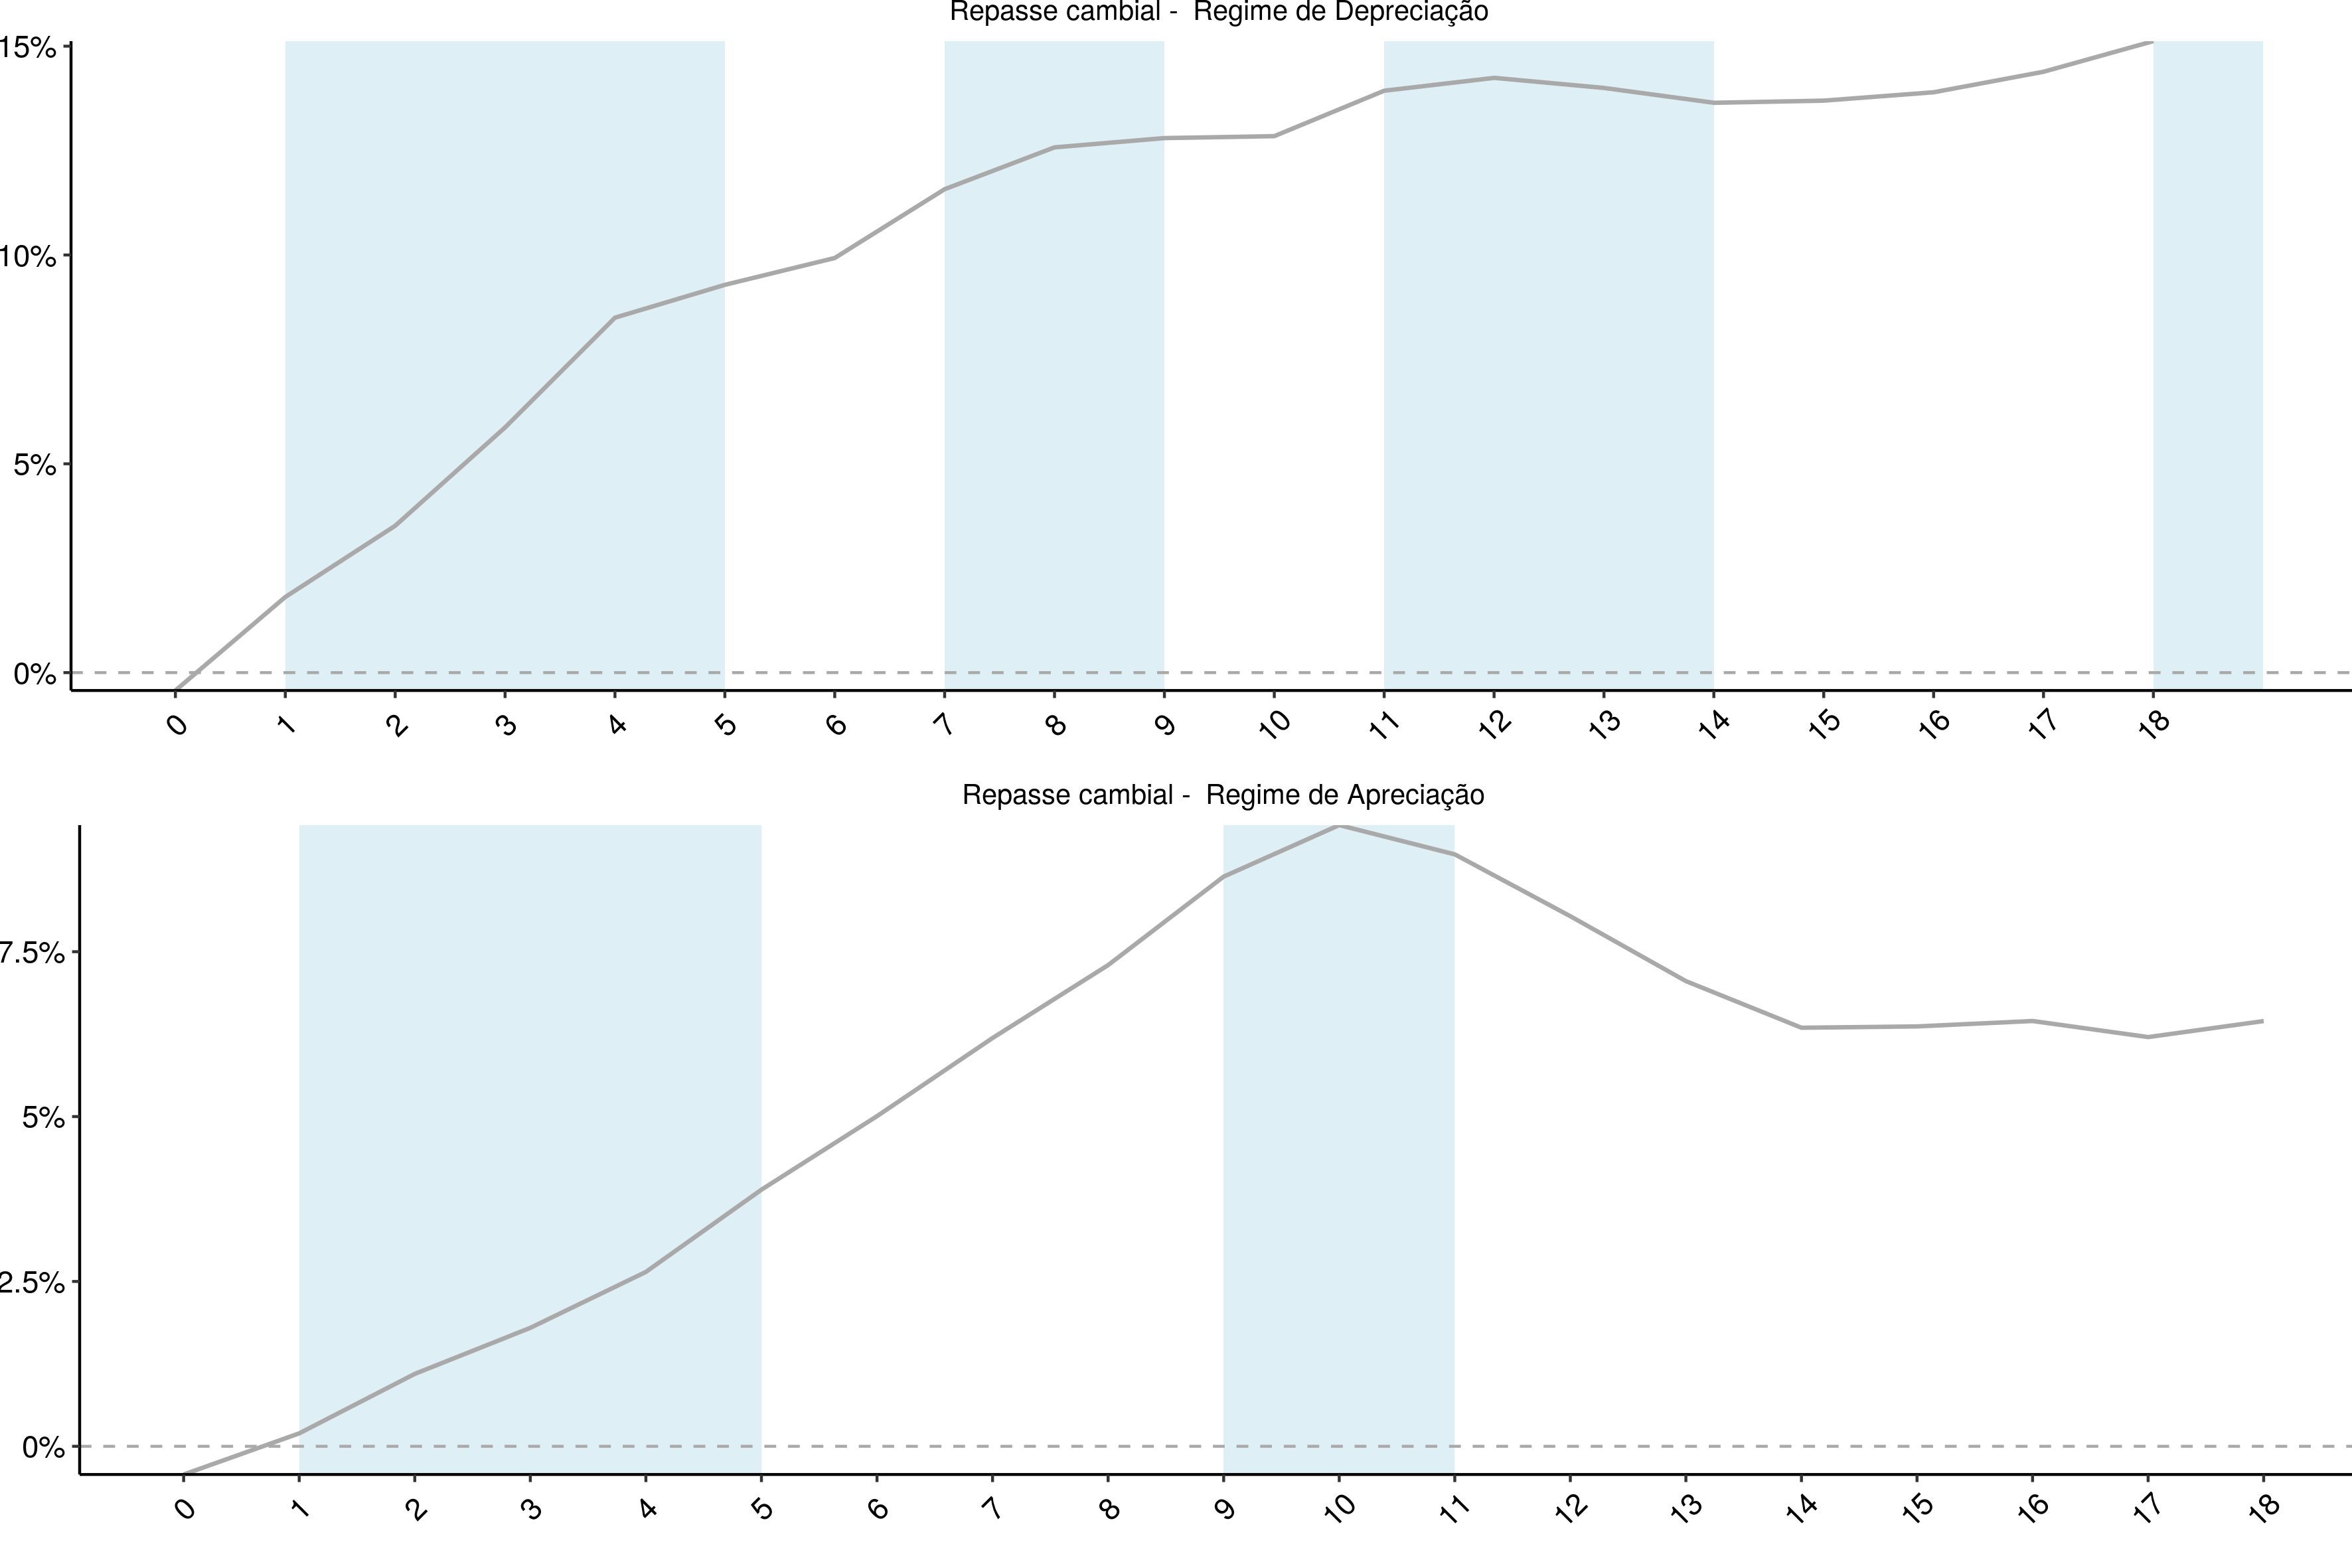 Repasse cambial -  Regime de Depreciação
15%
10%
5%
0%
0 1 2 3 4 5 6 7 8 9 10 11 12 13 14 15 16 17 18
Repasse cambial -  Regime de Apreciação
7.5%
5%
2.5%
0%
0 1 2 3 4 5 6 7 8 9 10 11 12 13 14 15 16 17 18